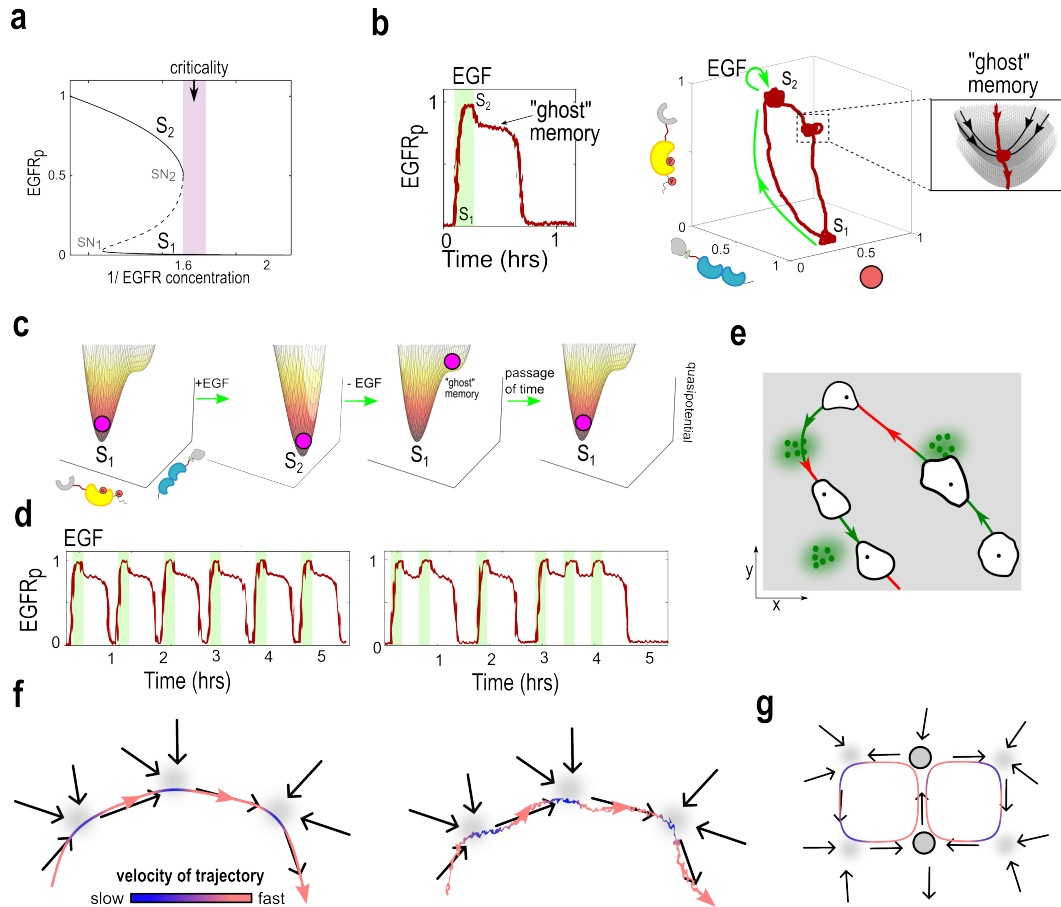 a
criticality
1
EGFRp
0.5
0
S2
SN2
SN1
S1
1.6
2
1/ EGFR concentration
b
EGF
1
EGFRp
0
S2
"ghost"
memory
S1
0
1
Time (hrs)
1
EGF
S2
"ghost"
memory
S1
0
0
0.5
0.5
1
0
1
c
+EGF
- EGF
"ghost"
memory
passage
of time
quasipotential
S1
S2
S1
S1
d
EGF
1
EGFRp
0
1
2
3
4
5
Time (hrs)
1
0
1
2
3
4
5
Time (hrs)
e
y
x
f
velocity of trajectory
slow
fast
g